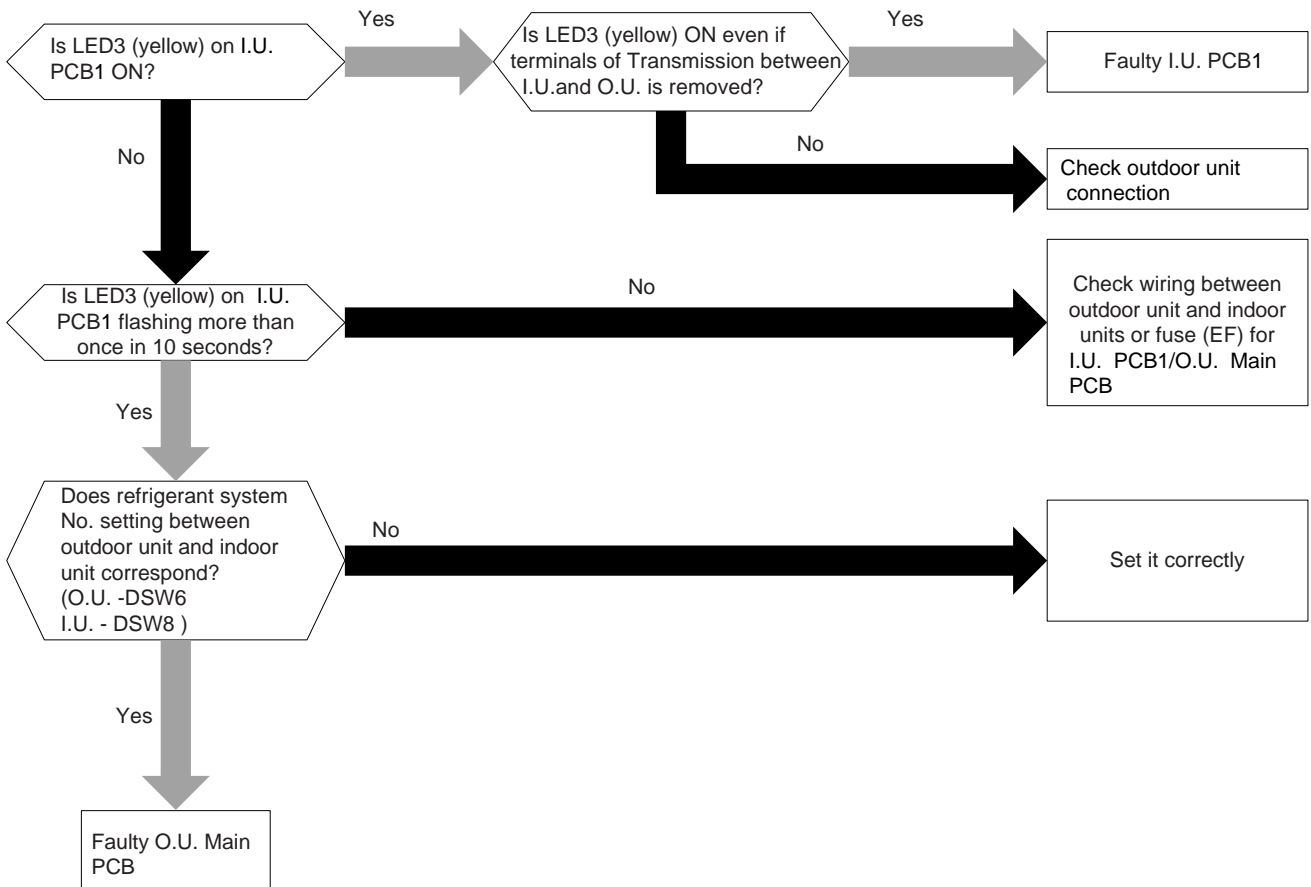 Yes
Yes
Is LED3 (yellow) on I.U.
PCB1 ON?
Is LED3 (yellow) ON even if
terminals of Transmission between
I.U.and O.U. is removed?
Faulty I.U. PCB1
No
No
Check outdoor unit
connection
Is LED3 (yellow) on I.U.
PCB1 flashing more than
once in 10 seconds?
No
Check wiring between
outdoor unit and indoor
units or fuse (EF) for
I.U. PCB1/O.U. Main
PCB
Yes
Does refrigerant system
No. setting between
outdoor unit and indoor
unit correspond?
(O.U. -DSW6
I.U. - DSW8 )
No
Set it correctly
Yes
Faulty O.U. Main
PCB